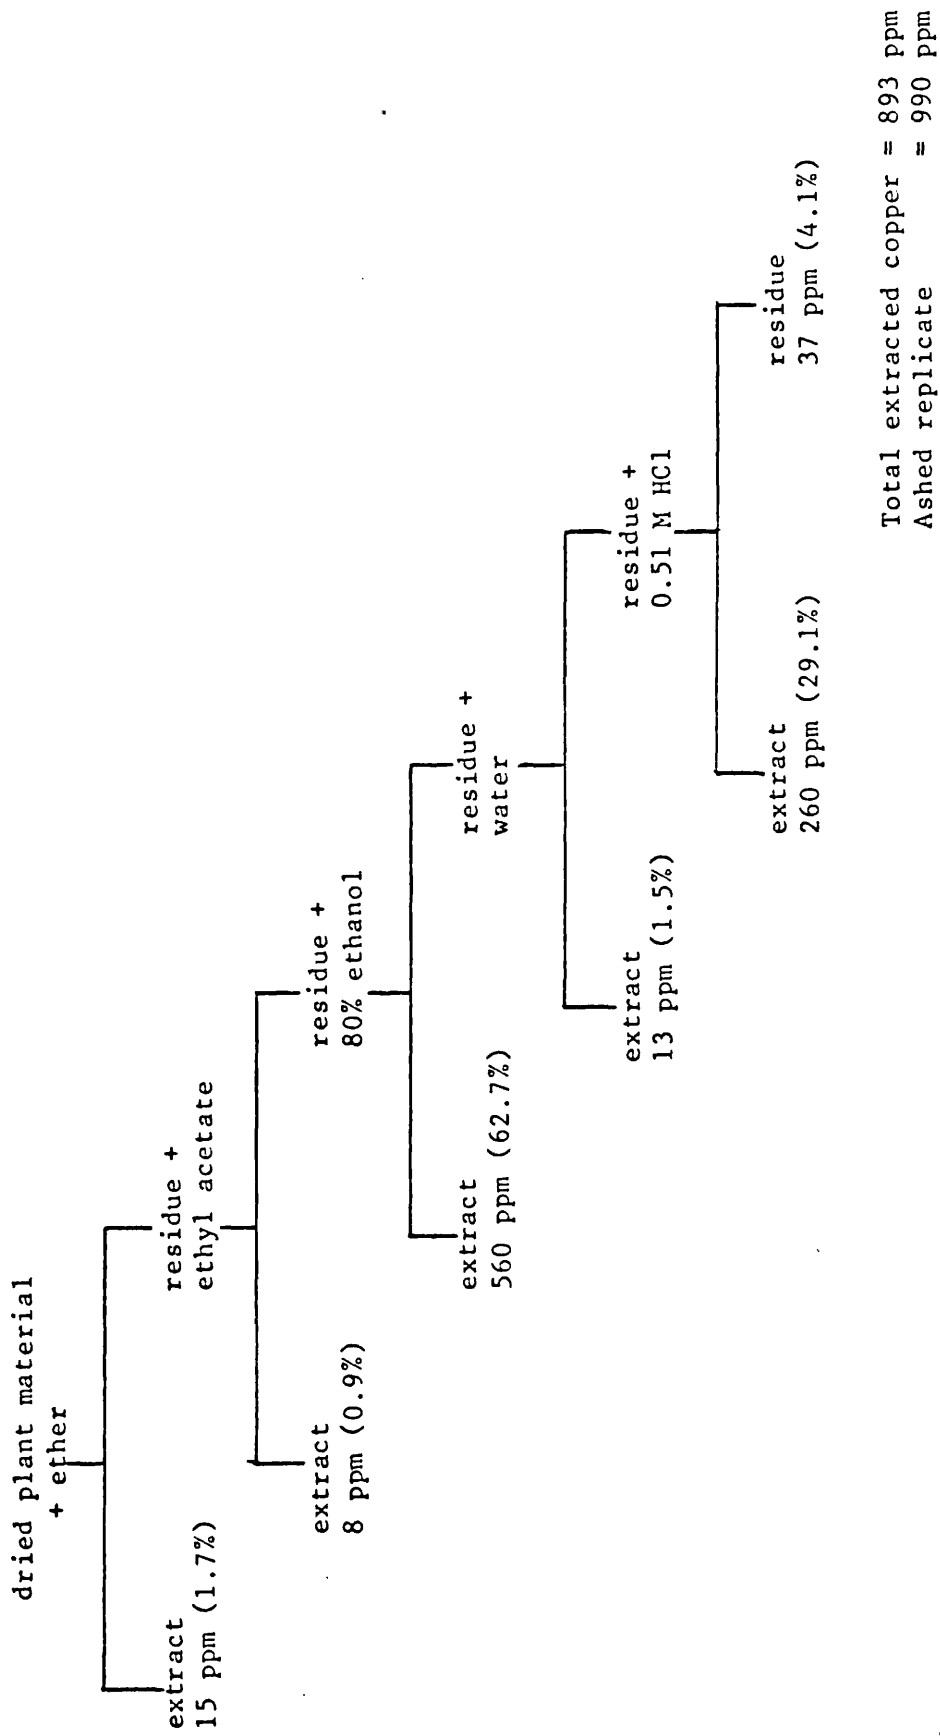 dried plant material
+ ether
extract
15 ppm (1.7%)
residue +
ethyl acetate
extract
8 ppm (0.9%)
residue +
80% ethanol
extract
560 ppm (62.7%)
residue +
water
extract
13 ppm (1.5%)
residue +
0.51 M HCl
extract
260 ppm (29.1%)
residue
37 ppm (4.1%)
Total extracted copper = 893 ppm
Ashed replicate = 990 ppm